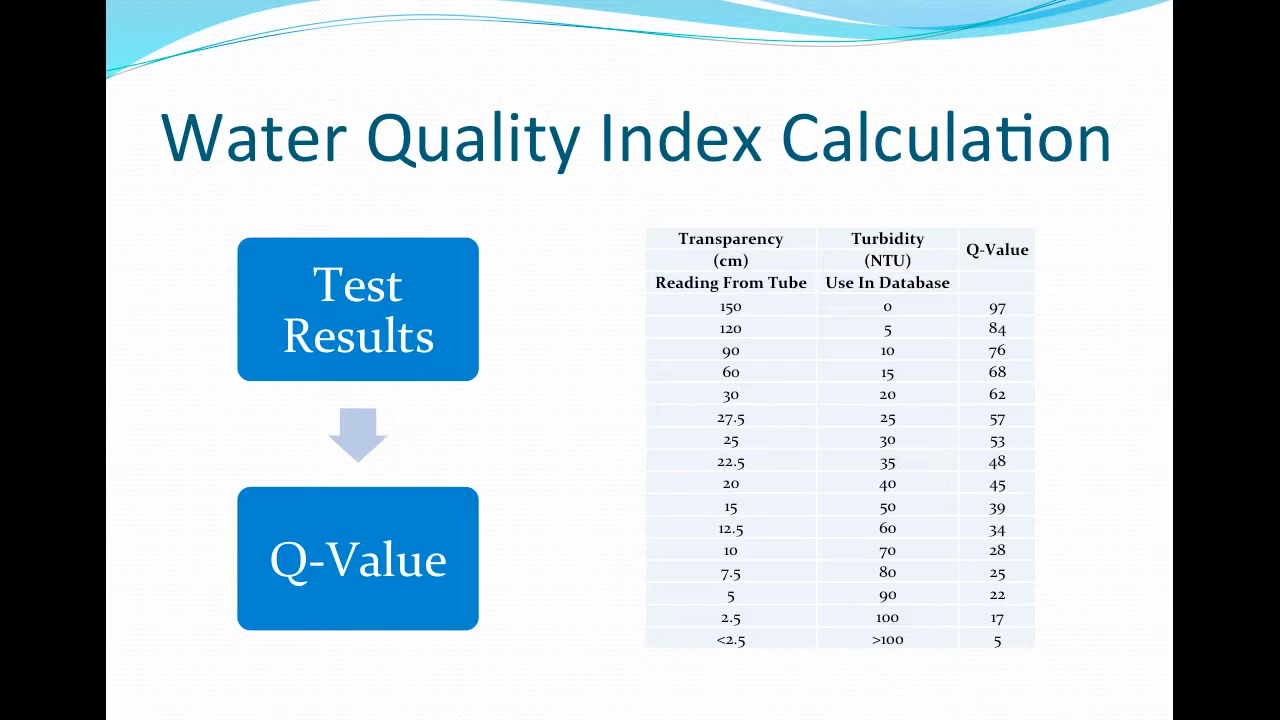 Water Quality Index Calculation
Test
Results
Q-Value
Transparency Turbidity Q-Value
(cm) (NTU)
Reading From Tube Use In Database
150 0 97
120 5 84
90 10 76
60 15 68
30 20 62
27.5 25 57
25 30 53
22.5 35 48
20 40 45
15 50 39
12.5 60 34
10 70 28
7.5 80 25
5 90 22
2.5 100 17
<2.5 >100 5